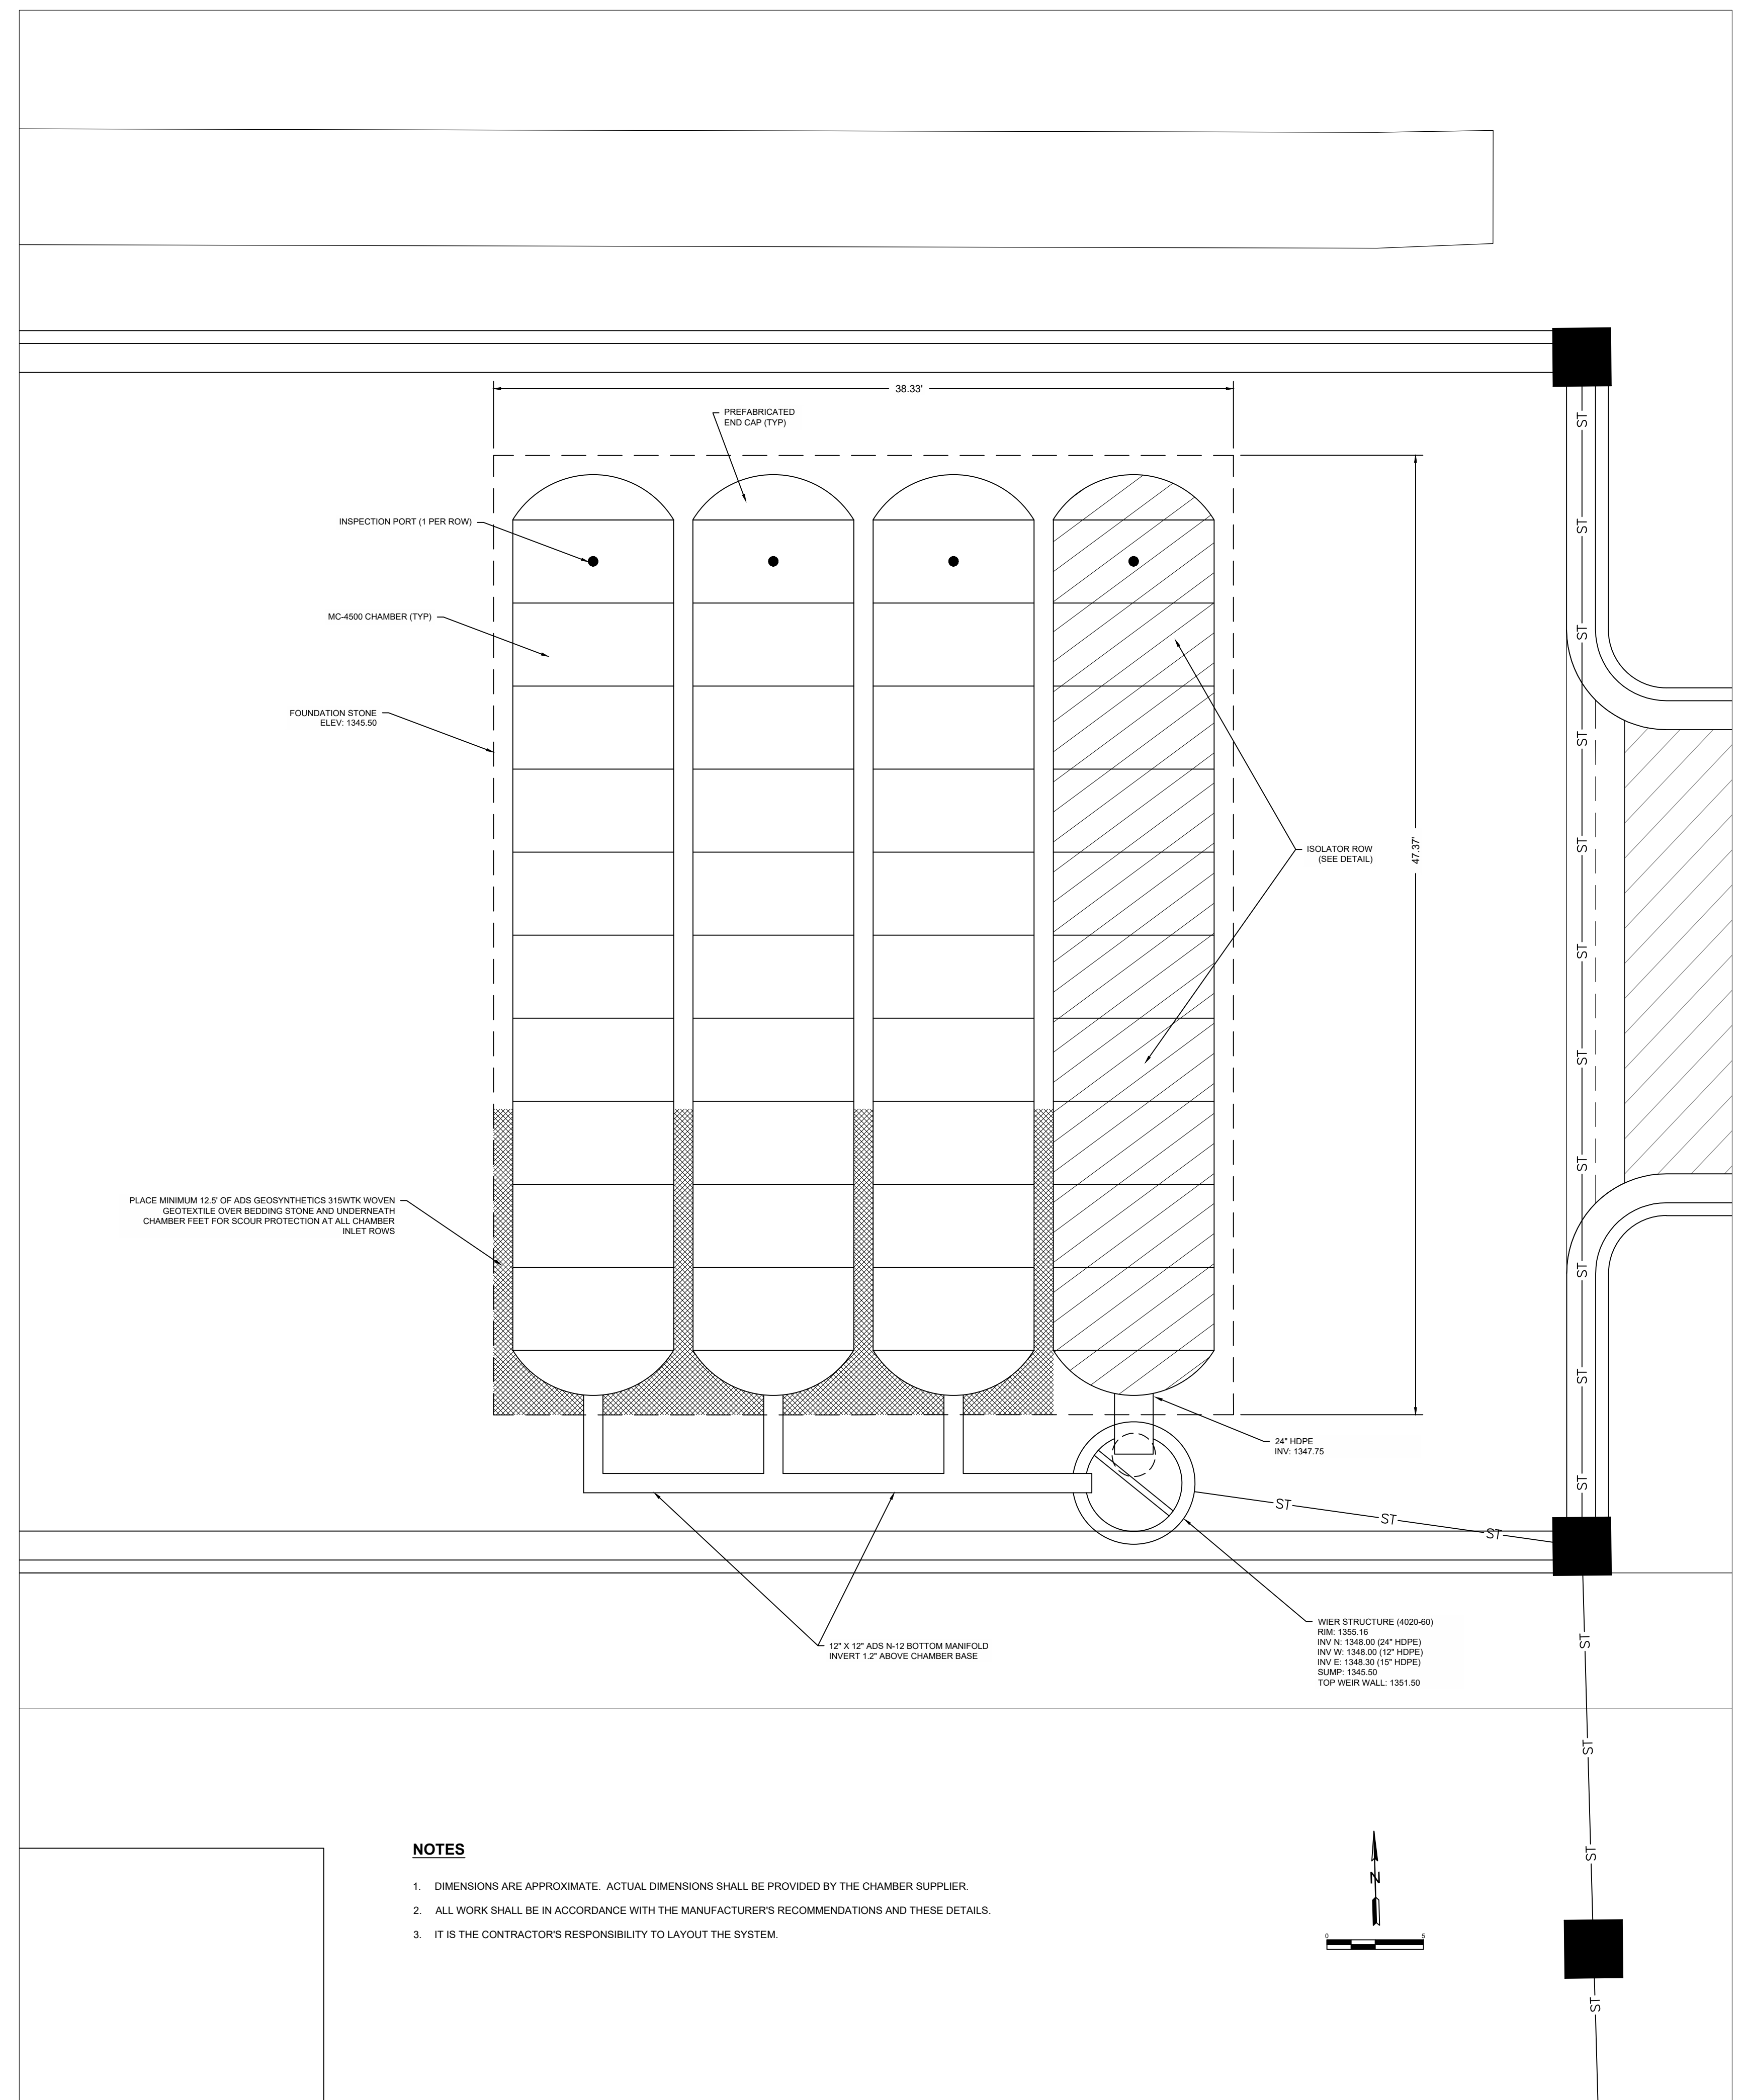 38.33'
PREFABRICATED
END CAP (TYP)
ST
INSPECTION PORT (1 PER ROW)
ST
MC-4500 CHAMBER (TYP)
ST
FOUNDATION STONE
ELEV: 1345.50
ST
ISOLATOR ROW
(SEE DETAIL)
47.37'
ST
ST
ST
ST
PLACE MINIMUM 12.5' OF ADS GEOSYNTHETICS 315WTK WOVEN
GEOTEXTILE OVER BEDDING STONE AND UNDERNEATH
CHAMBER FEET FOR SCOUR PROTECTION AT ALL CHAMBER
INLET ROWS
ST
ST
24" HDPE
INV: 1347.75
ST
ST
ST
ST
12" X 12" ADS N-12 BOTTOM MANIFOLD
INVERT 1.2" ABOVE CHAMBER BASE
WIER STRUCTURE (4020-60)
RIM: 1355.16
INV N: 1348.00 (24" HDPE)
INV W: 1348.00 (12" HDPE)
INV E: 1348.30 (15" HDPE)
SUMP: 1345.50
TOP WEIR WALL: 1351.50
ST
ST
ST
NOTES
1. DIMENSIONS ARE APPROXIMATE. ACTUAL DIMENSIONS SHALL BE PROVIDED BY THE CHAMBER SUPPLIER.
2. ALL WORK SHALL BE IN ACCORDANCE WITH THE MANUFACTURER'S RECOMMENDATIONS AND THESE DETAILS.
3. IT IS THE CONTRACTOR'S RESPONSIBILITY TO LAYOUT THE SYSTEM.
N
0 5
ST